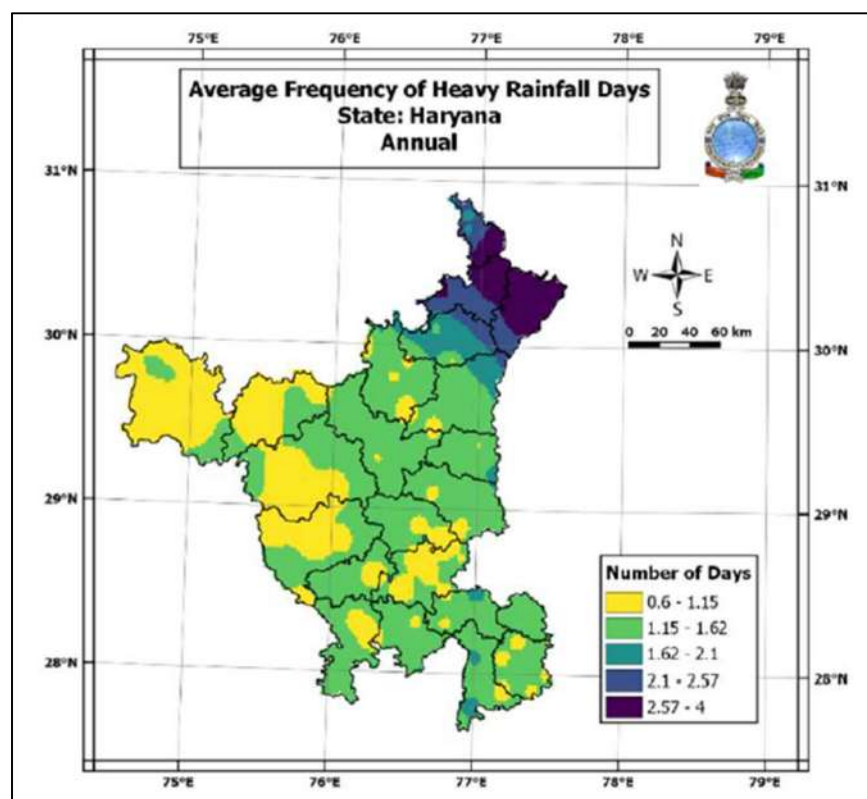 75°E 76°E 77°E 78°E 79°E
Average Frequency of Heavy Rainfall Days
State: Haryana
Annual
31°N 31°N
N
W E
S
0 20 40 60 km
30°N 30°N
29°N 29°N
Number of Days
0.6 - 1.15
1.15 - 1.62
1.62 - 2.1
2.1 - 2.57
2.57 - 4
28°N 28°N
75°E 76°E 77°E 78°E 79°E